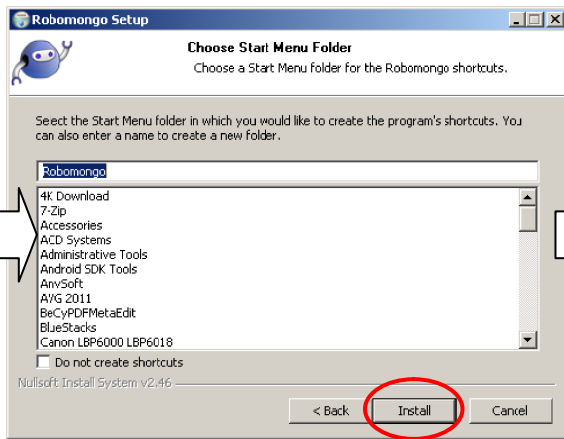 Robomongo Setup
Choose Start Menu Folder
Choose a Start Menu folder for the Robomongo shortcuts.
Select the Start Menu folder in which you would like to create the program's shortcuts. You
can also enter a name to create a new folder.
Robomongo
4K Download
7-Zip
Accessories
ACD Systems
Administrative Tools
Android SDK Tools
AnvSoft
AVG 2011
BeCyPDFMetaEdit
BlueStacks
Canon LBP6000 LBP6018
Do not create shortcuts
Nullsoft Install System v2.46
< Back
Install
Cancel